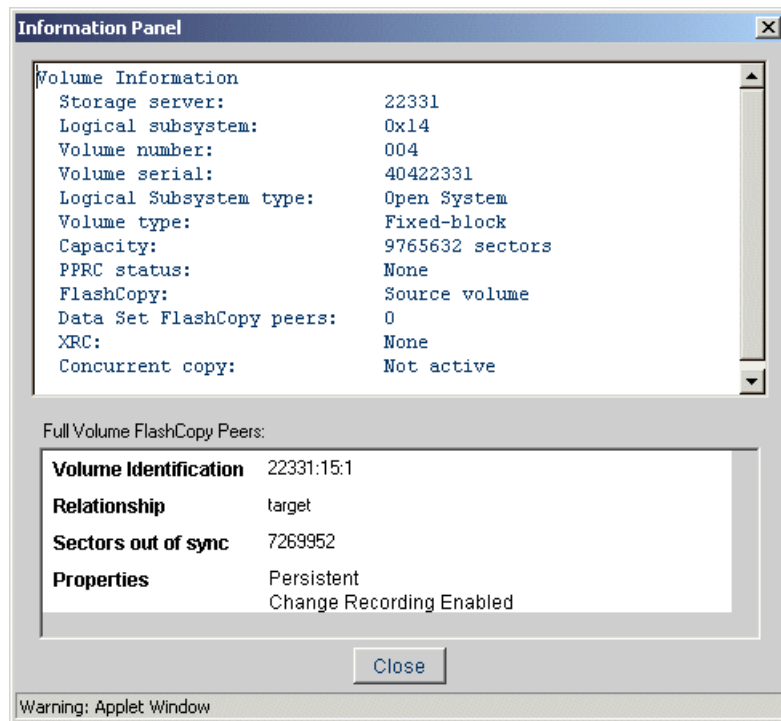 Information Panel
Volume Information
Storage server: 22331
Logical subsystem: 0x14
Volume number: 004
Volume serial: 40422331
Logical Subsystem type: Open System
Volume type: Fixed-block
Capacity: 9765632 sectors
PPRC status: None
FlashCopy: Source volume
Data Set FlashCopy peers: 0
XRC: None
Concurrent copy: Not active
Full Volume FlashCopy Peers:
Volume Identification 22331:15:1
Relationship target
Sectors out of sync 7269952
Properties Persistent
Change Recording Enabled
Close
Warning: Applet Window